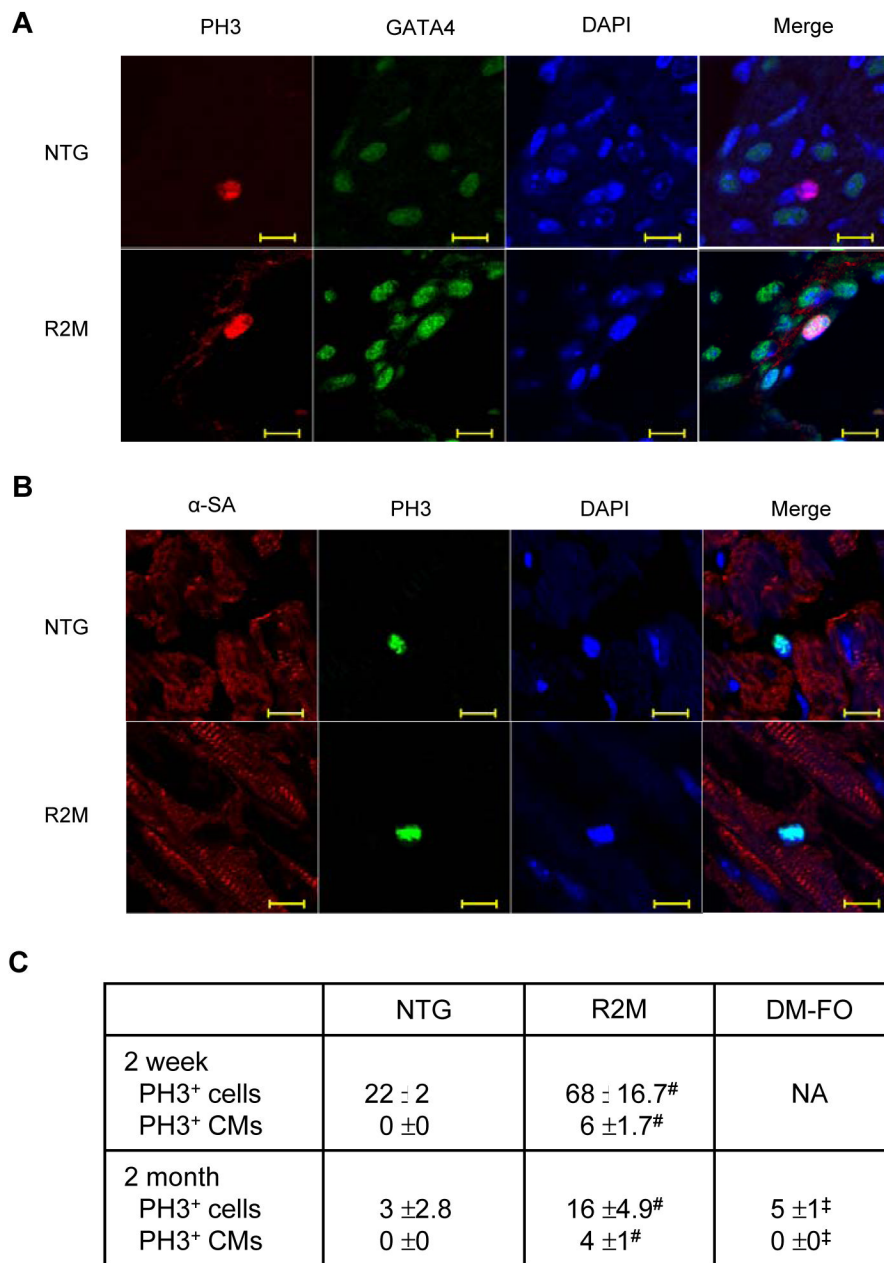 A
PH3 GATA4 DAPI Merge
NTG
R2M
B
α-SA PH3 DAPI Merge
NTG
R2M
C
NTG R2M DM-FO
2 week
PH3⁺ cells 22 ±2 68 ±16.7# NA
PH3⁺ CMs 0 ±0 6 ±1.7#
2 month
PH3⁺ cells 3 ±2.8 16 ±4.9# 5 ±1‡
PH3⁺ CMs 0 ±0 4 ±1# 0 ±0‡